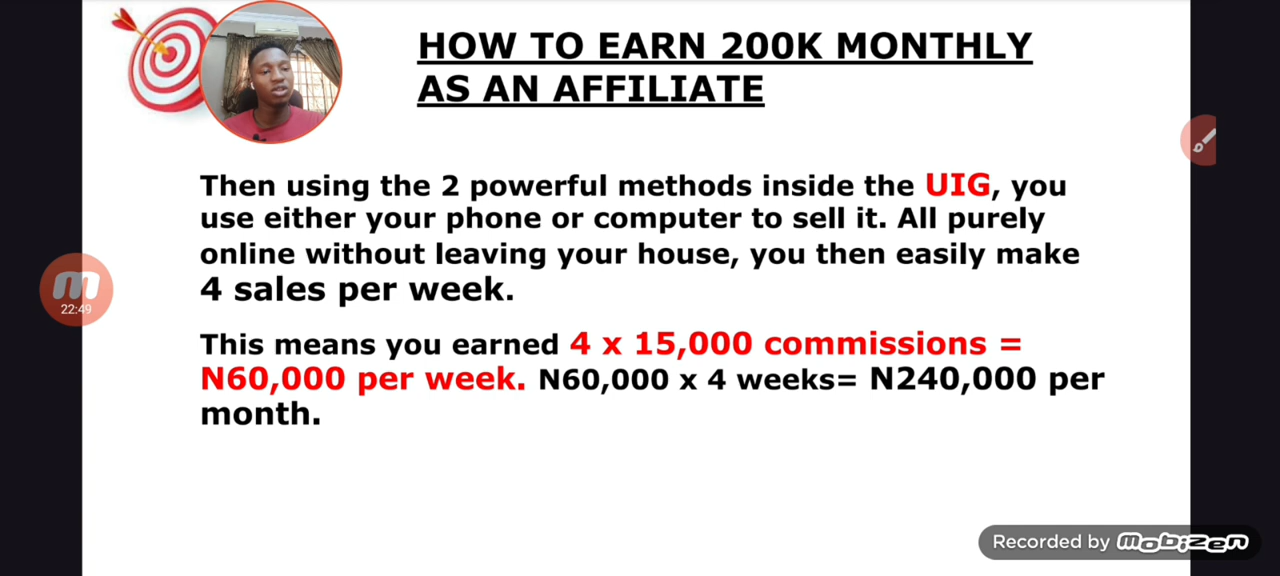 HOW TO EARN 200K MONTHLY
AS AN AFFILIATE
Then using the 2 powerful methods inside the UIG, you
use either your phone or computer to sell it. All purely
online without leaving your house, you then easily make
4 sales per week.
This means you earned 4 x 15,000 commissions =
N60,000 per week. N60,000 x 4 weeks= N240,000 per
month.
22:49
Recorded by mobizen